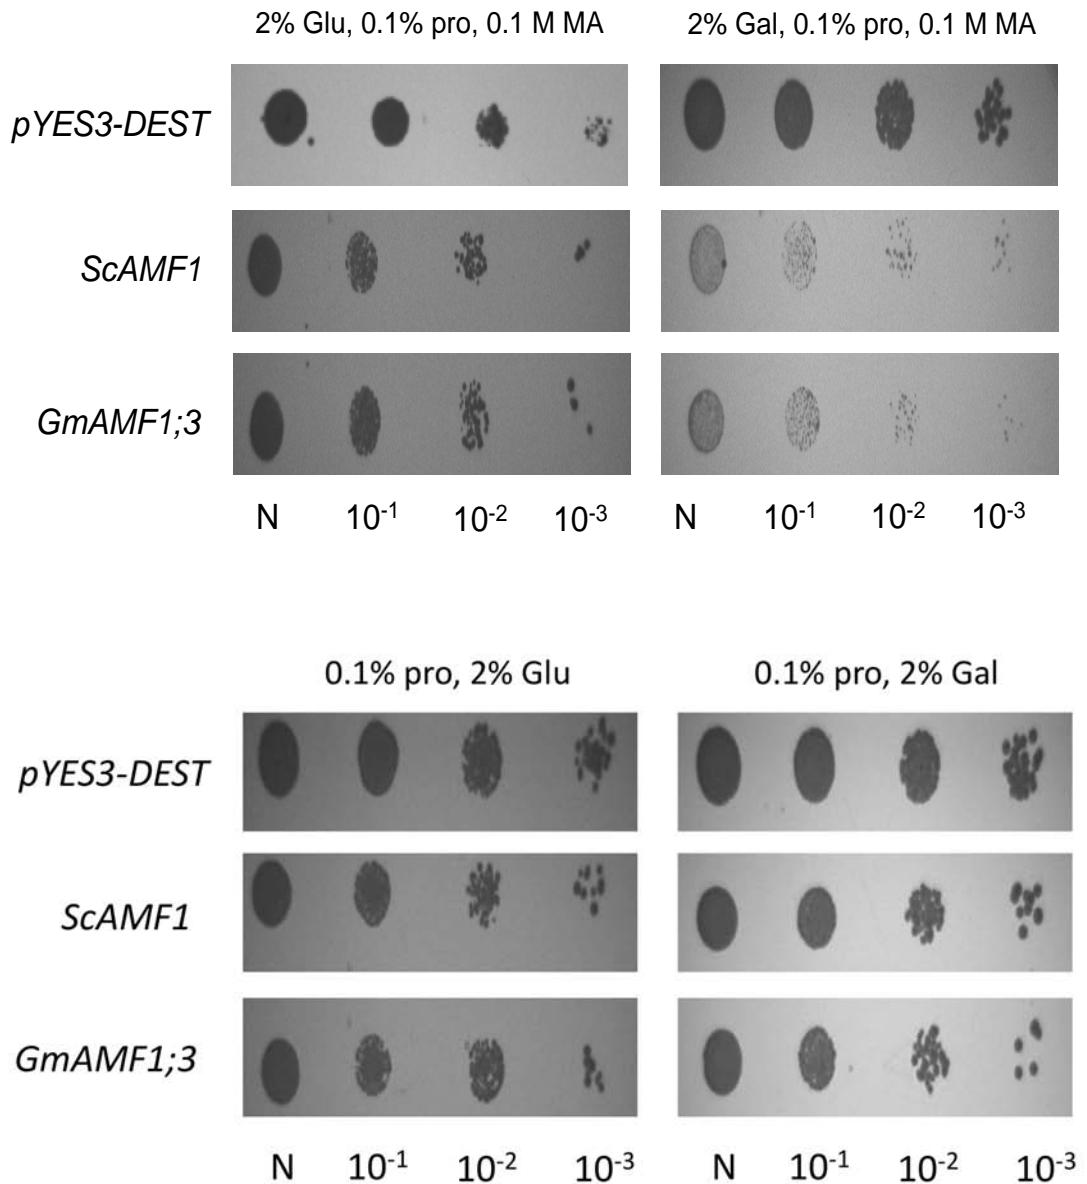 2% Glu, 0.1% pro, 0.1 M MA
2% Gal, 0.1% pro, 0.1 M MA
pYES3-DEST
ScAMF1
GmAMF1;3
N 10⁻¹ 10⁻² 10⁻³
N 10⁻¹ 10⁻² 10⁻³
0.1% pro, 2% Glu
0.1% pro, 2% Gal
pYES3-DEST
ScAMF1
GmAMF1;3
N 10⁻¹ 10⁻² 10⁻³
N 10⁻¹ 10⁻² 10⁻³